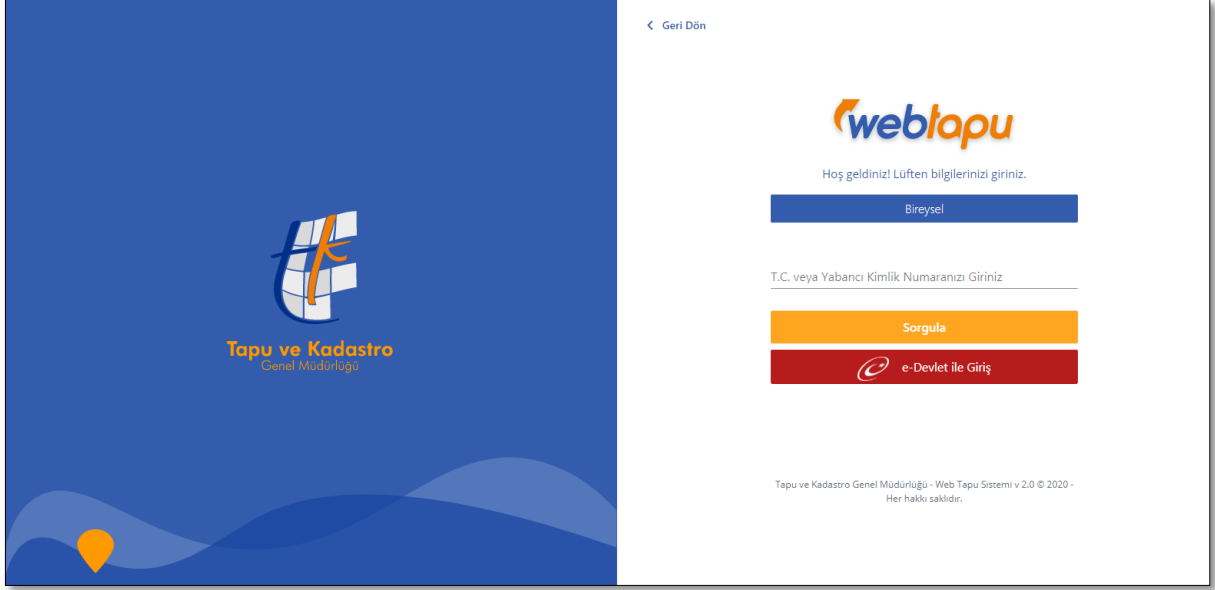 Geri Dön
webtapu
Hoş geldiniz! Lüften bilgilerinizi giriniz.
Bireysel
T.C. veya Yabancı Kimlik Numaranızı Giriniz
Sorgula
e-Devlet ile Giriş
Tapu ve Kadastro Genel Müdürlüğü - Web Tapu Sistemi v 2.0 © 2020 -
Her hakkı saklıdır.
tk
Tapu ve Kadastro
Genel Müdürlüğü